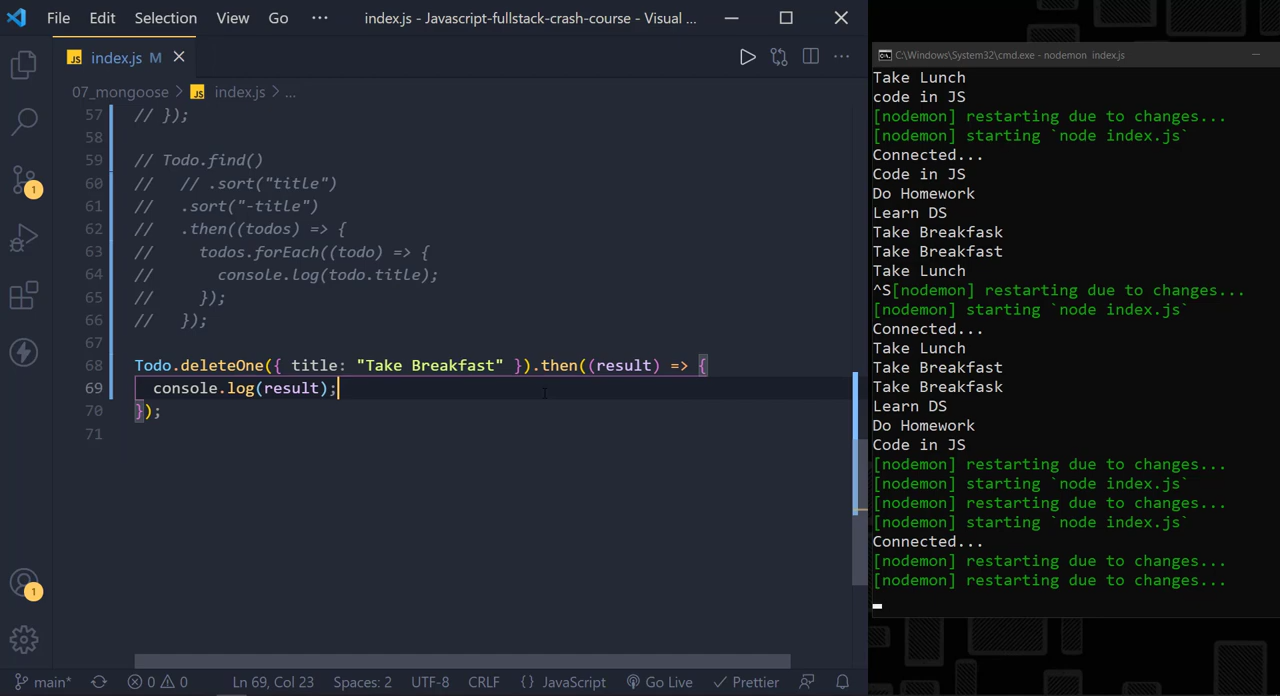 File Edit Selection View Go ··· index.js - Javascript-fullstack-crash-course - Visual ...
JS index.js M
07_mongoose > JS index.js > ...
57 // });
58
59 // Todo.find()
60 //   // .sort("title")
61 //   .sort("-title")
62 //   .then((todos) => {
63 //     todos.forEach((todo) => {
64 //       console.log(todo.title);
65 //     });
66 //   });
67
68 Todo.deleteOne({ title: "Take Breakfast" }).then((result) => {
69   console.log(result);
70 });
71
1
1
main* 0 0 Ln 69, Col 23 Spaces: 2 UTF-8 CRLF {} JavaScript Go Live Prettier
C:\Windows\System32\cmd.exe - nodemon index.js
Take Lunch
code in JS
[nodemon] restarting due to changes...
[nodemon] starting `node index.js`
Connected...
Code in JS
Do Homework
Learn DS
Take Breakfask
Take Breakfast
Take Lunch
^S[nodemon] restarting due to changes...
[nodemon] starting `node index.js`
Connected...
Take Lunch
Take Breakfast
Take Breakfask
Learn DS
Do Homework
Code in JS
[nodemon] restarting due to changes...
[nodemon] starting `node index.js`
[nodemon] restarting due to changes...
[nodemon] starting `node index.js`
Connected...
[nodemon] restarting due to changes...
[nodemon] restarting due to changes...